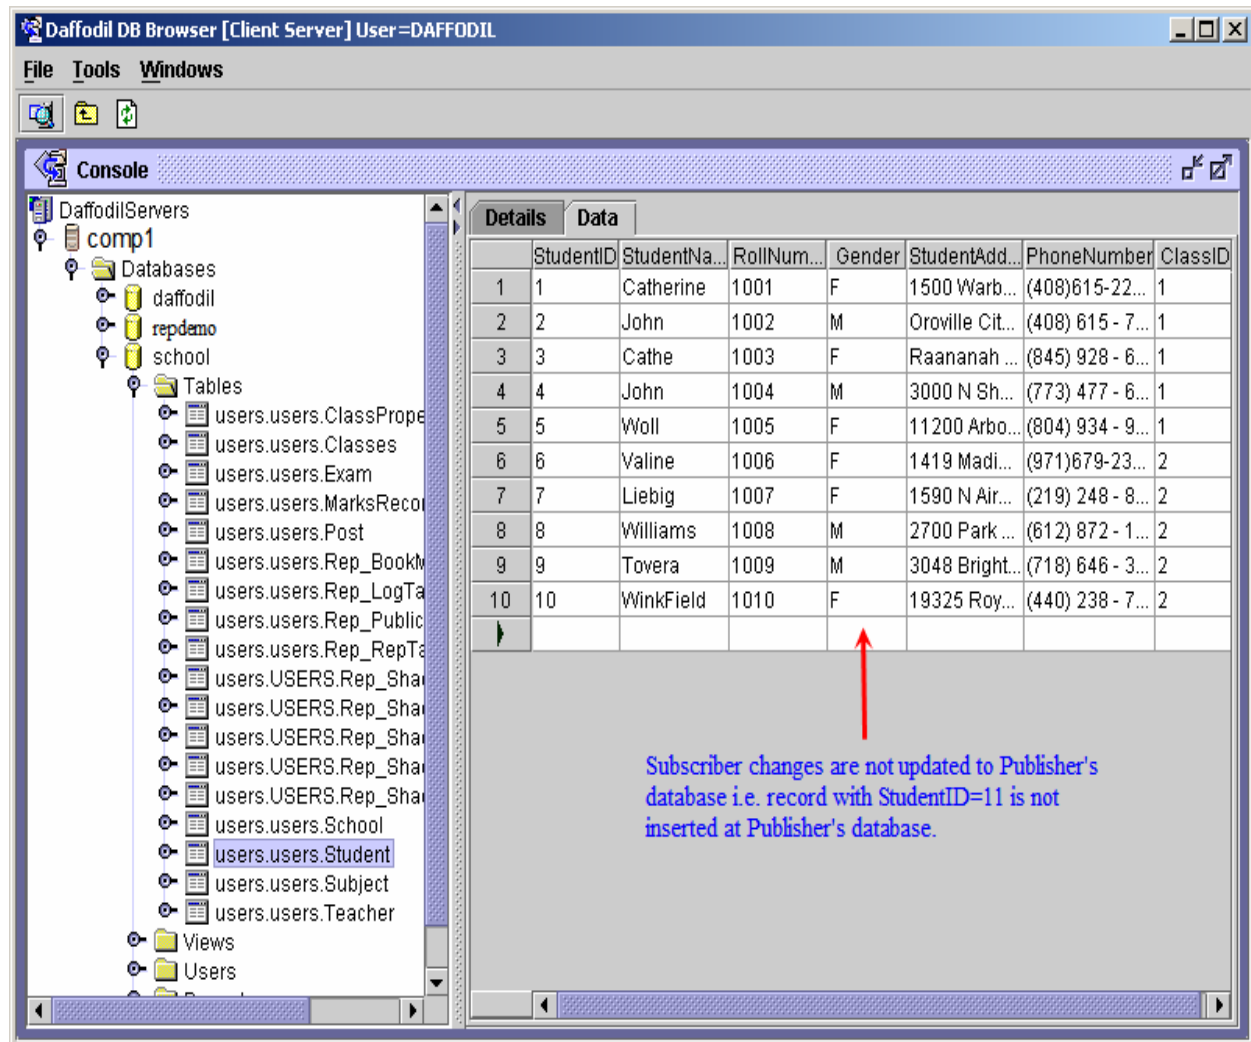 Daffodil DB Browser [Client Server] User=DAFFODIL
File Tools Windows
Console
DaffodilServers
comp1
Databases
daffodil
repdemo
school
Tables
users.users.ClassPrope
users.users.Classes
users.users.Exam
users.users.MarksRecor
users.users.Post
users.users.Rep_BookM
users.users.Rep_LogTa
users.users.Rep_Public
users.users.Rep_RepTa
users.USERS.Rep_Sha
users.USERS.Rep_Sha
users.USERS.Rep_Sha
users.USERS.Rep_Sha
users.USERS.Rep_Sha
users.users.School
users.users.Student
users.users.Subject
users.users.Teacher
Views
Users
Details Data
StudentID StudentNa... RollNum... Gender StudentAdd... PhoneNumber ClassID
1 1 Catherine 1001 F 1500 Warb... (408)615-22... 1
2 2 John 1002 M Oroville Cit... (408) 615 - 7... 1
3 3 Cathe 1003 F Raananah ... (845) 928 - 6... 1
4 4 John 1004 M 3000 N Sh... (773) 477 - 6... 1
5 5 Woll 1005 F 11200 Arbo... (804) 934 - 9... 1
6 6 Valine 1006 F 1419 Madi... (971)679-23... 2
7 7 Liebig 1007 F 1590 N Air... (219) 248 - 8... 2
8 8 Williams 1008 M 2700 Park ... (612) 872 - 1... 2
9 9 Tovera 1009 M 3048 Bright... (718) 646 - 3... 2
10 10 WinkField 1010 F 19325 Roy... (440) 238 - 7... 2
Subscriber changes are not updated to Publisher's
database i.e. record with StudentID=11 is not
inserted at Publisher's database.